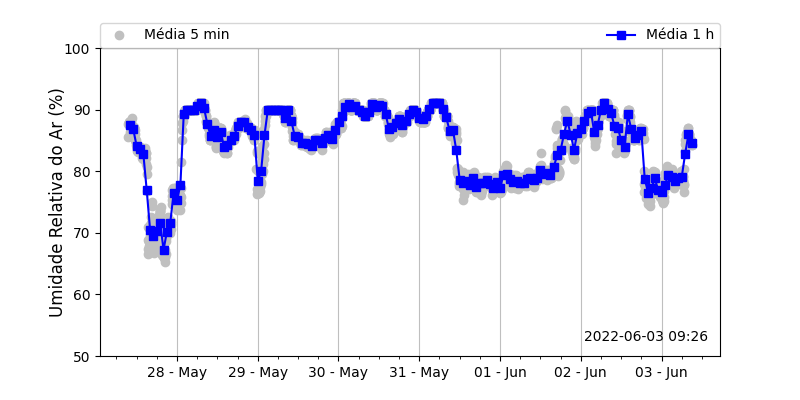 Média 5 min Média 1 h
Umidade Relativa do Ar (%)
100
90
80
70
60
50
2022-06-03 09:26
28 - May 29 - May 30 - May 31 - May 01 - Jun 02 - Jun 03 - Jun